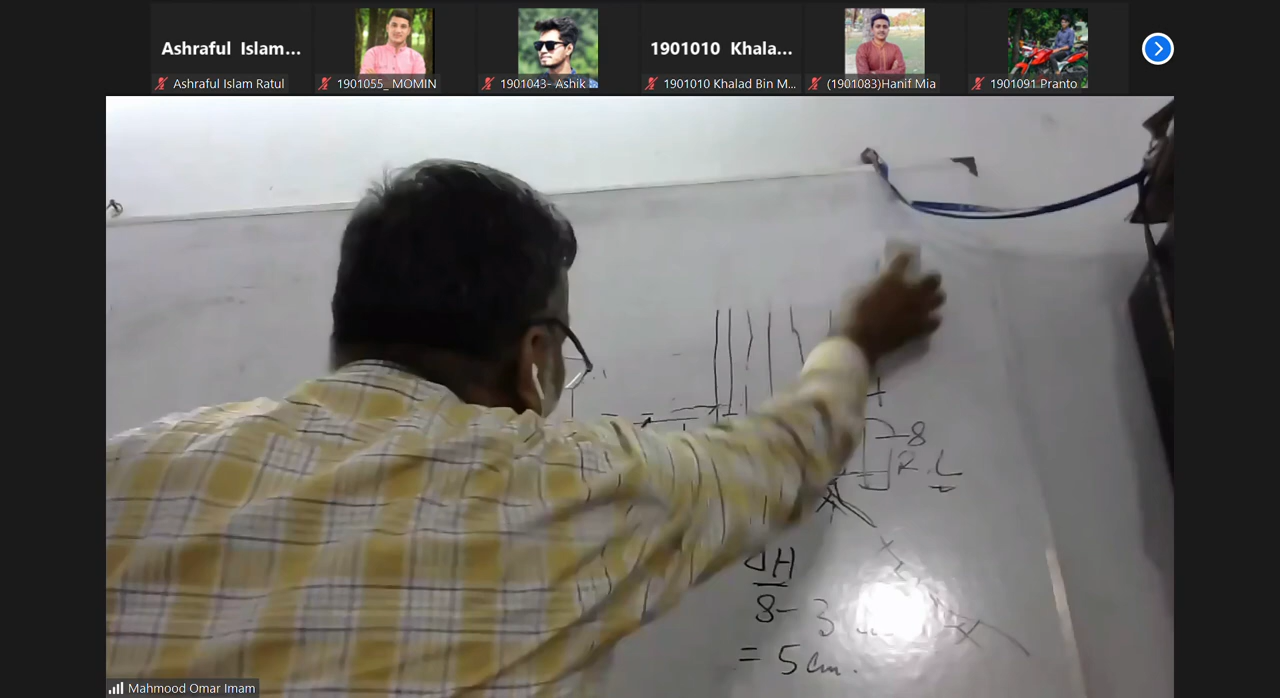 Ashraful Islam...
1901010 Khala...
Ashraful Islam Ratul
1901055_ MOMIN
1901043- Ashik
1901010 Khalad Bin M...
(1901083)Hanif Mia
1901091 Pranto
8
R.L
ΔH
8 - 3
= 5 cm.
Mahmood Omar Imam